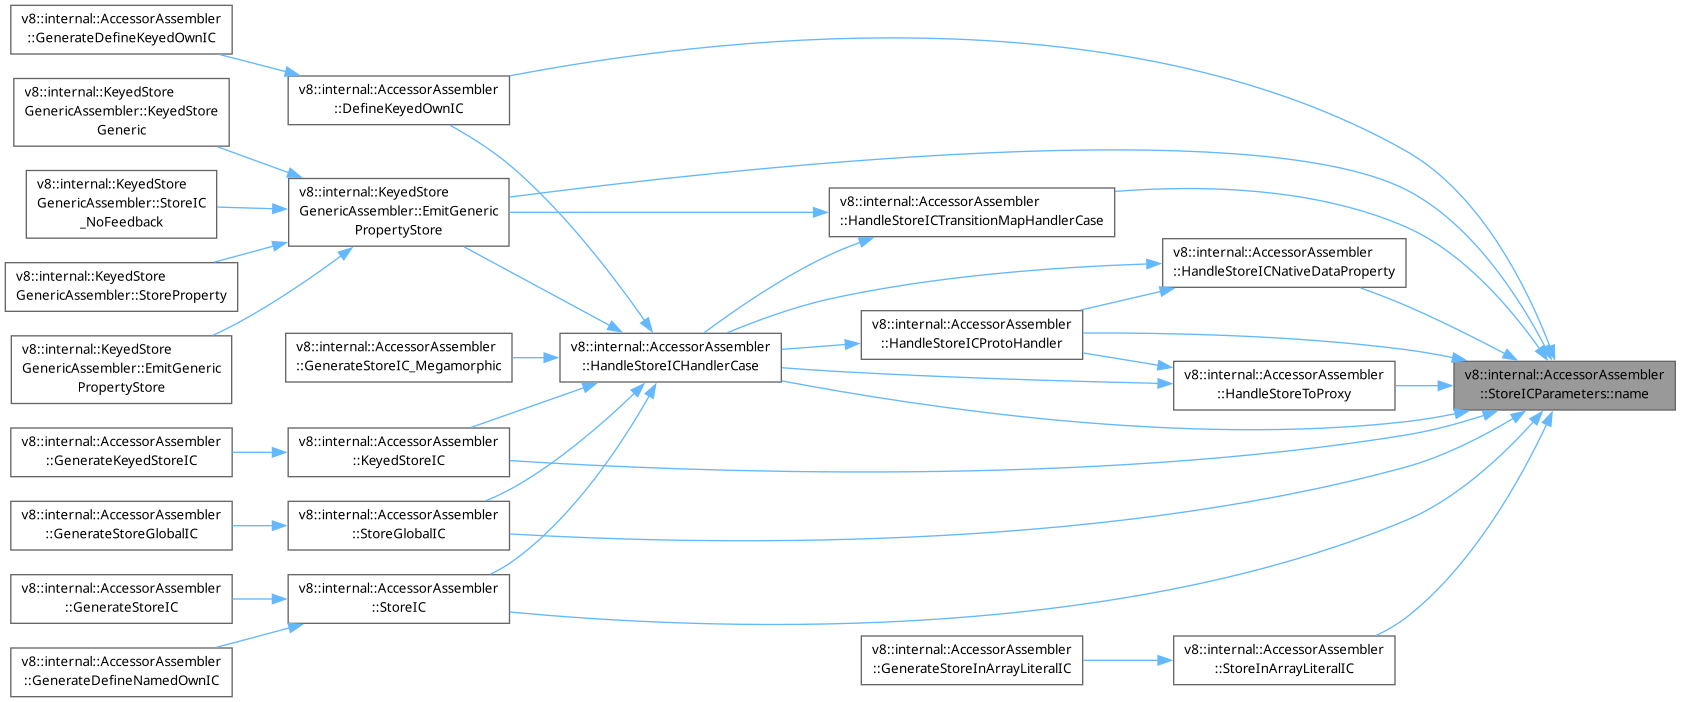 v8::internal::AccessorAssembler
::GenerateDefineKeyedOwnIC
v8::internal::KeyedStore
GenericAssembler::KeyedStore
Generic
v8::internal::KeyedStore
GenericAssembler::StoreIC
_NoFeedback
v8::internal::KeyedStore
GenericAssembler::StoreProperty
v8::internal::KeyedStore
GenericAssembler::EmitGeneric
PropertyStore
v8::internal::AccessorAssembler
::GenerateKeyedStoreIC
v8::internal::AccessorAssembler
::GenerateStoreGlobalIC
v8::internal::AccessorAssembler
::GenerateStoreIC
v8::internal::AccessorAssembler
::GenerateDefineNamedOwnIC
v8::internal::AccessorAssembler
::DefineKeyedOwnIC
v8::internal::KeyedStore
GenericAssembler::EmitGeneric
PropertyStore
v8::internal::AccessorAssembler
::GenerateStoreIC_Megamorphic
v8::internal::AccessorAssembler
::KeyedStoreIC
v8::internal::AccessorAssembler
::StoreGlobalIC
v8::internal::AccessorAssembler
::StoreIC
v8::internal::AccessorAssembler
::HandleStoreICHandlerCase
v8::internal::AccessorAssembler
::HandleStoreICTransitionMapHandlerCase
v8::internal::AccessorAssembler
::HandleStoreICProtoHandler
v8::internal::AccessorAssembler
::GenerateStoreInArrayLiteralIC
v8::internal::AccessorAssembler
::HandleStoreICNativeDataProperty
v8::internal::AccessorAssembler
::HandleStoreToProxy
v8::internal::AccessorAssembler
::StoreInArrayLiteralIC
v8::internal::AccessorAssembler
::StoreICParameters::name